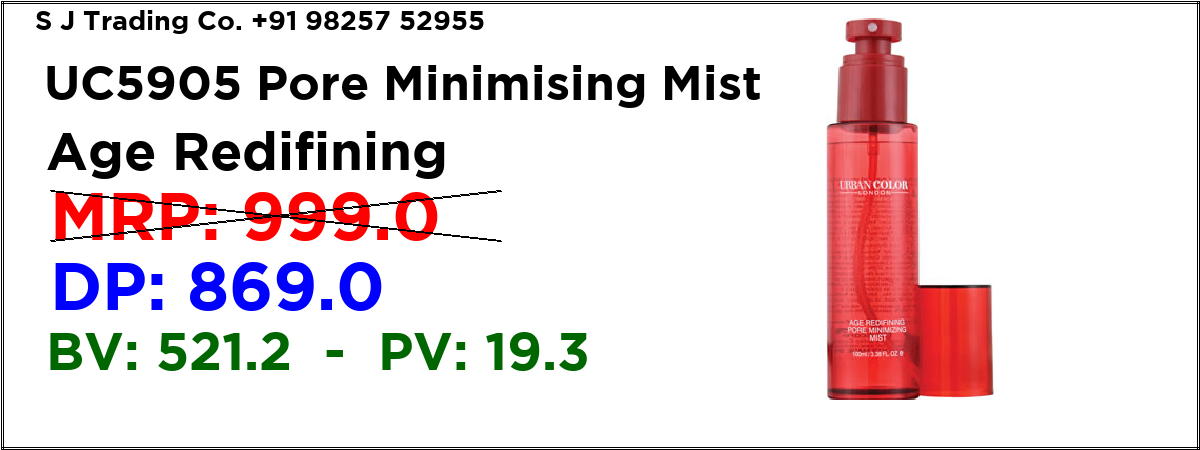 S J Trading Co. +91 98257 52955
UC5905 Pore Minimising Mist
Age Redifining
MRP: 999.0
DP: 869.0
BV: 521.2 - PV: 19.3
URBAN COLOR
LONDON
AGE REDIFINING
PORE MINIMIZING
MIST
100ml / 3.38 FL. OZ. e